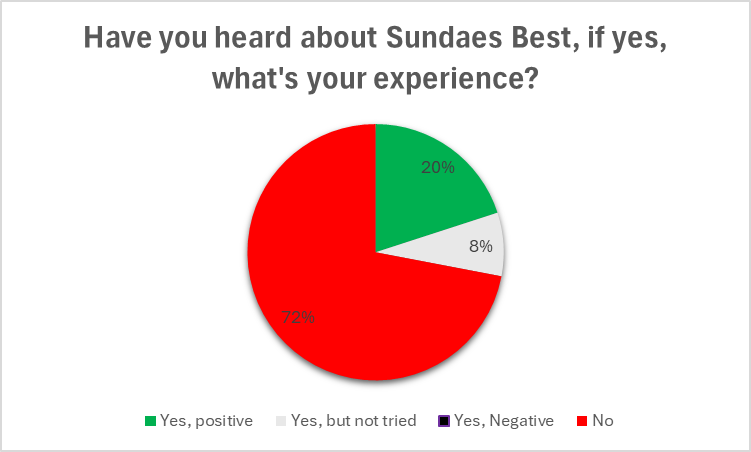 Have you heard about Sundaes Best, if yes,
what's your experience?
20%
8%
72%
Yes, positive
Yes, but not tried
Yes, Negative
No